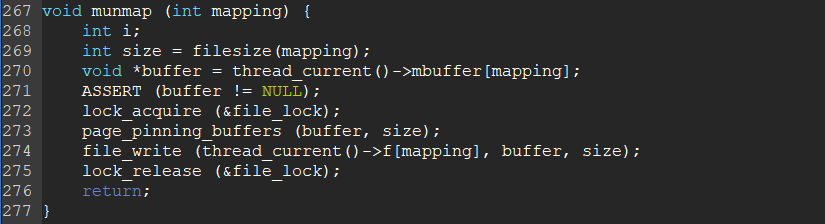 267 void munmap (int mapping) {
268     int i;
269     int size = filesize(mapping);
270     void *buffer = thread_current()->mbuffer[mapping];
271     ASSERT (buffer != NULL);
272     lock_acquire (&file_lock);
273     page_pinning_buffers (buffer, size);
274     file_write (thread_current()->f[mapping], buffer, size);
275     lock_release (&file_lock);
276     return;
277 }